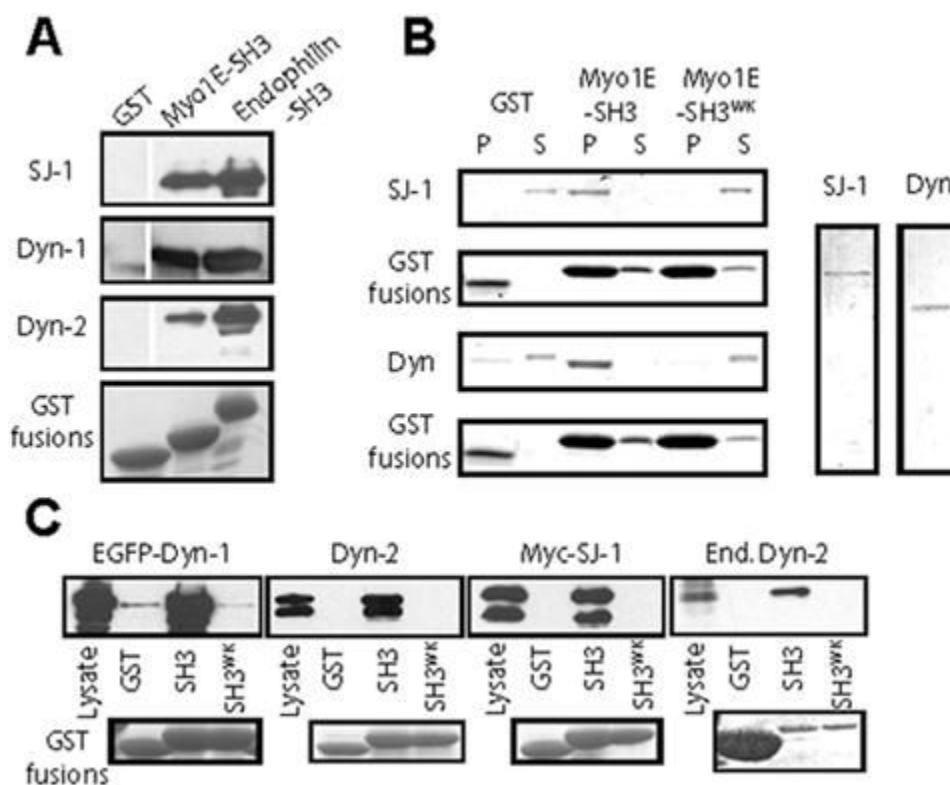 A
GST
Myo1E-SH3
Endophilin
-SH3
SJ-1
Dyn-1
Dyn-2
GST
fusions
B
GST
Myo1E
-SH3
Myo1E
-SH3WK
P S P S P S
SJ-1
GST
fusions
Dyn
GST
fusions
SJ-1 Dyn
C
EGFP-Dyn-1 Dyn-2 Myc-SJ-1 End. Dyn-2
Lysate GST SH3 SH3WK Lysate GST SH3 SH3WK Lysate GST SH3 SH3WK Lysate GST SH3 SH3WK
GST
fusions